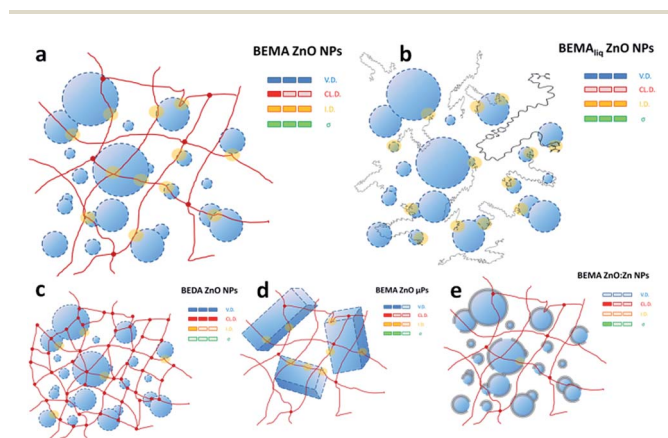 a
BEMA ZnO NPs
V.D.
CL.D.
I.D.
σ
b
BEMAliq ZnO NPs
V.D.
CL.D.
I.D.
σ
c
BEDA ZnO NPs
V.D.
CL.D.
I.D.
σ
d
BEMA ZnO μPs
V.D.
CL.D.
I.D.
σ
e
BEMA ZnO:Zn NPs
V.D.
CL.D.
I.D.
σ